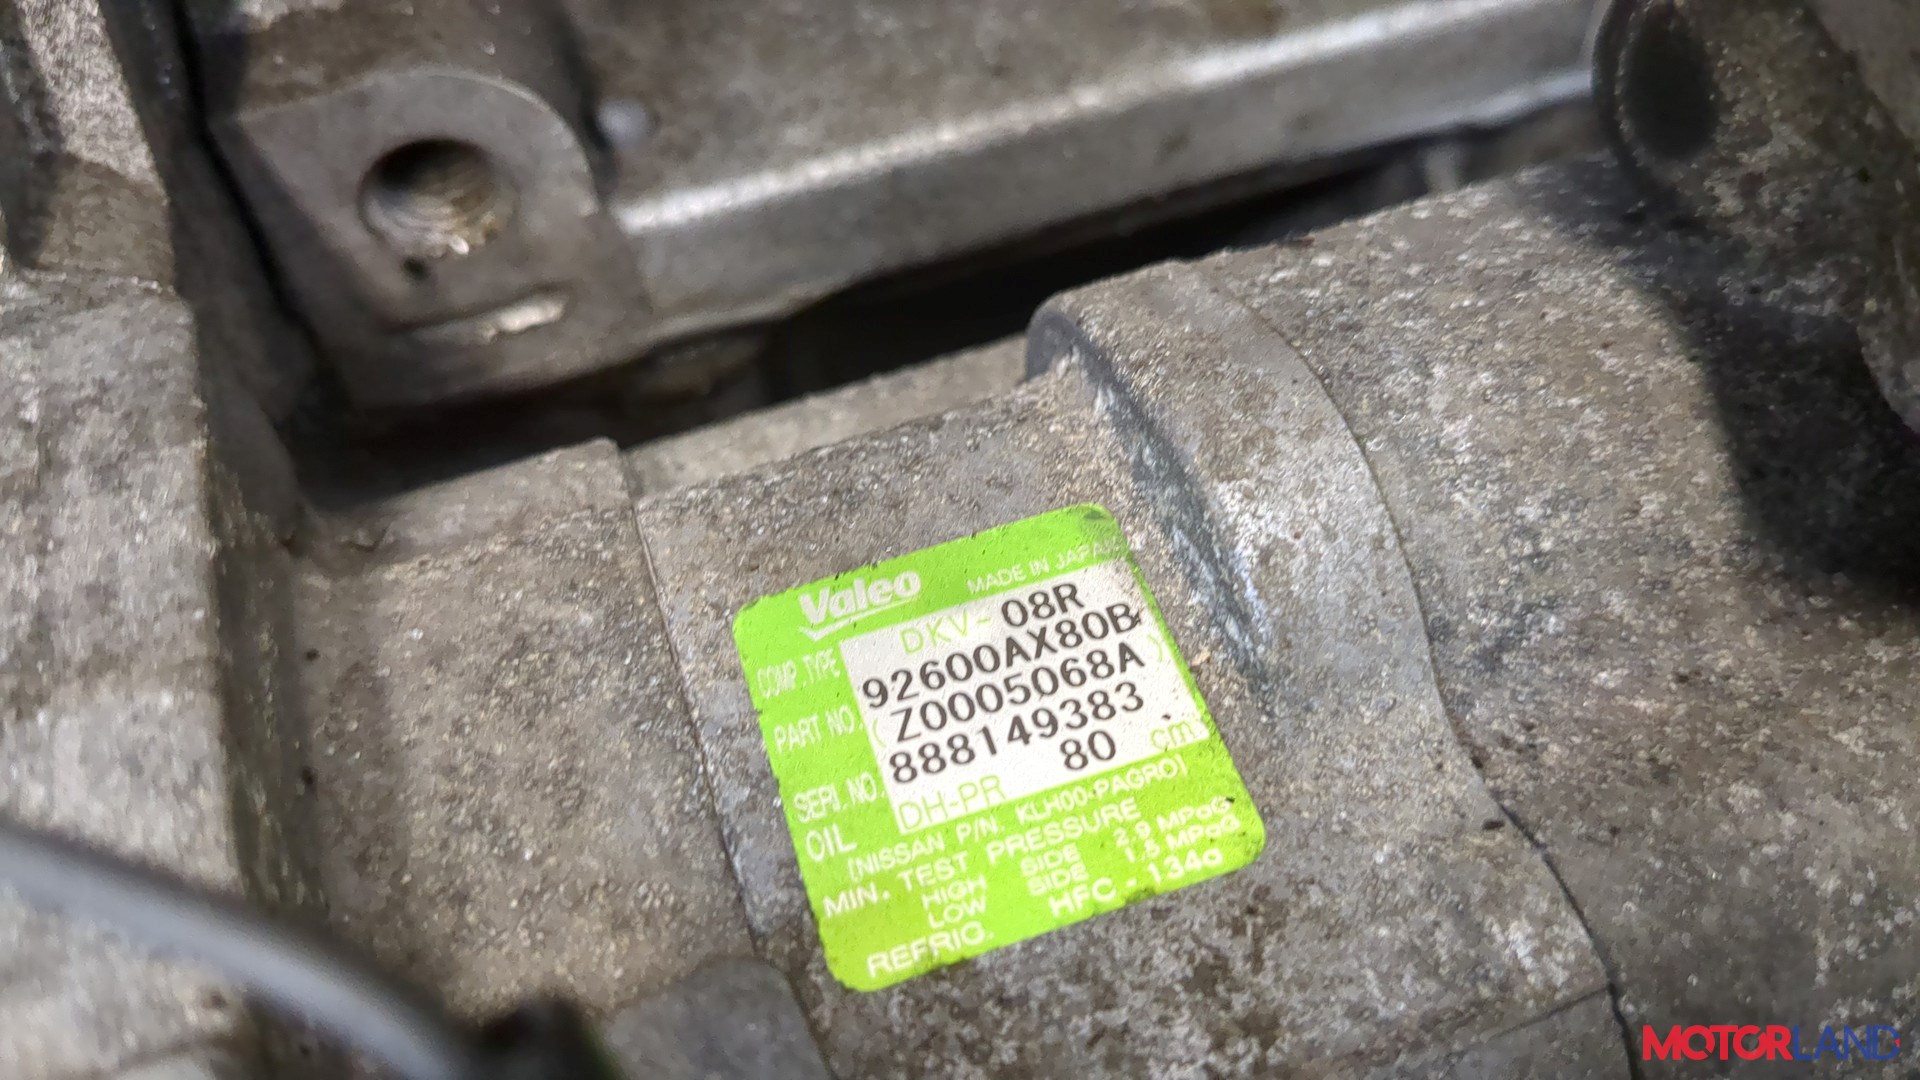 Valeo MADE IN JAPAN
COMP. TYPE DKV-08R
PART NO. 92600AX80B
(Z0005068A)
SERI. NO. 888149383
OIL DH-PR 80 cm
[NISSAN P/N. KLH00-PAGR0]
MIN. TEST PRESSURE
HIGH SIDE 2.9 MPaG
LOW SIDE 1.5 MPaG
REFRIG. HFC-134a
MOTORLAND